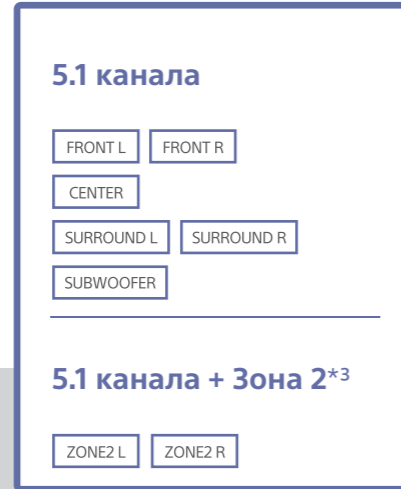 5.1 канала
FRONT L FRONT R
CENTER
SURROUND L SURROUND R
SUBWOOFER
5.1 канала + Зона 2*3
ZONE2 L ZONE2 R